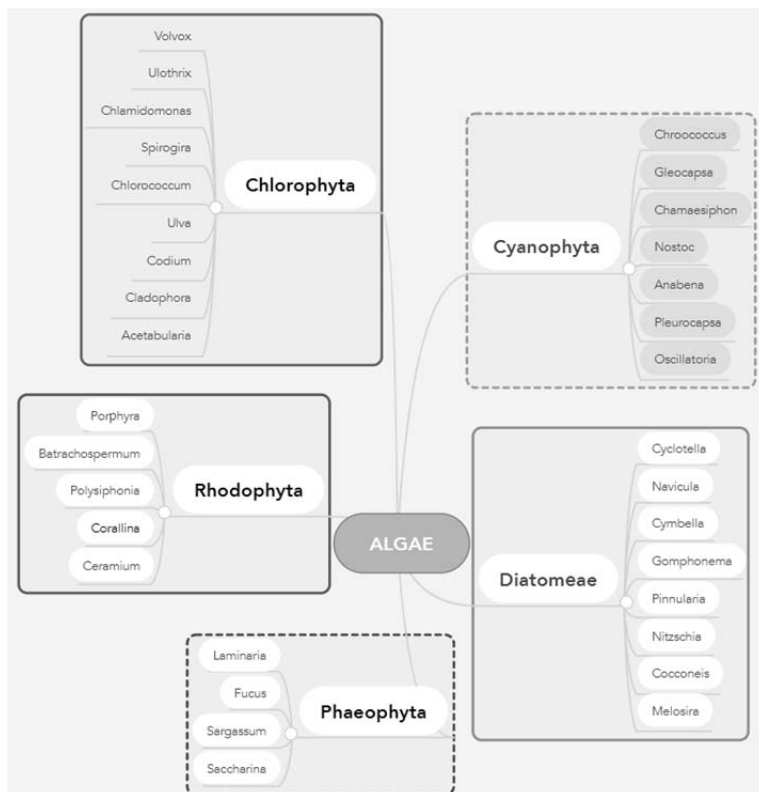 Volvox
Ulothrix
Chlamidomonas
Spirogira
Chlorococcum
Ulva
Codium
Cladophora
Acetabularia
Chlorophyta
Chroococcus
Gleocapsa
Chamaesiphon
Nostoc
Anabena
Pleurocapsa
Oscillatoria
Cyanophyta
Porphyra
Batrachospermum
Polysiphonia
Corallina
Ceramium
Rhodophyta
ALGAE
Cyclotella
Navicula
Cymbella
Gomphonema
Pinnularia
Nitzschia
Cocconeis
Melosira
Diatomeae
Laminaria
Fucus
Sargassum
Saccharina
Phaeophyta